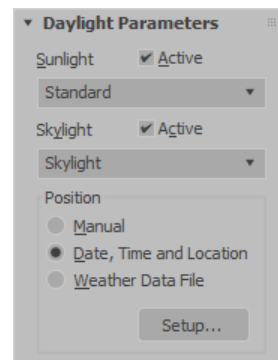 Daylight Parameters
Sunlight Active
Standard
Skylight Active
Skylight
Position
Manual
Date, Time and Location
Weather Data File
Setup...